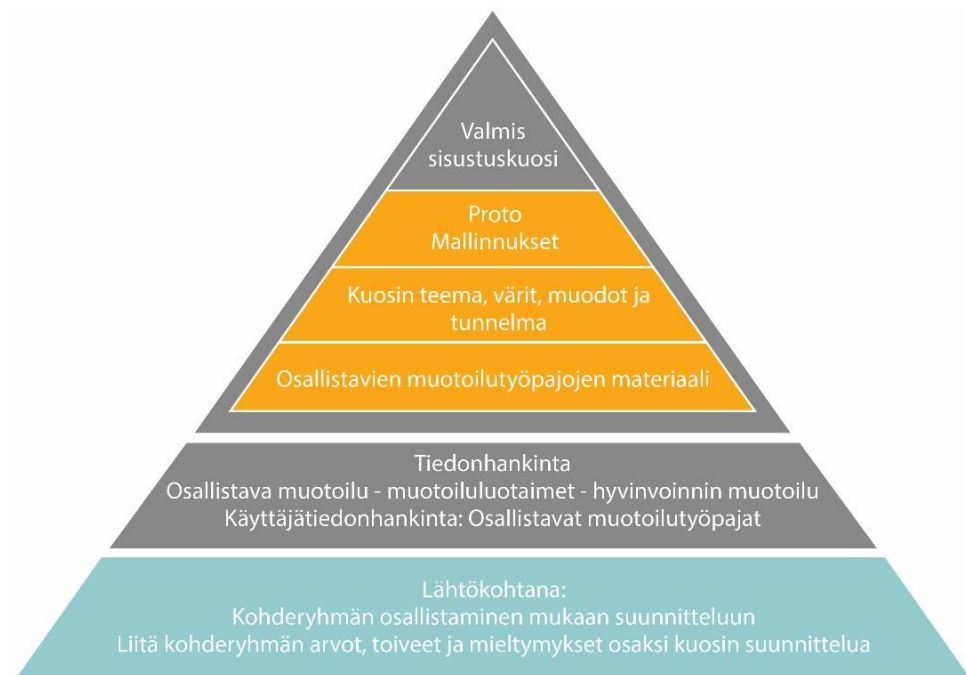 Valmis
sisustuskuosi
Proto
Mallinnukset
Kuosin teema, värit, muodot ja
tunnelma
Osallistavien muotoilutyöpajojen materiaali
Tiedonhankinta
Osallistava muotoilu - muotoiluluotaimet - hyvinvoinnin muotoilu
Käyttäjätiedonhankinta: Osallistavat muotoilutyöpajat
Lähtökohtana:
Kohderyhmän osallistaminen mukaan suunnitteluun
Liitä kohderyhmän arvot, toiveet ja mieltymykset osaksi kuosin suunnittelua